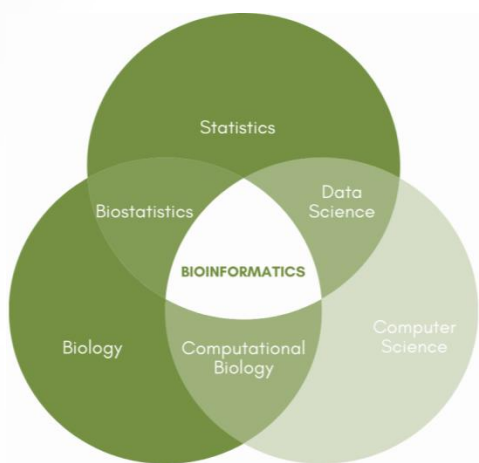 Statistics
Biostatistics
Data
Science
BIOINFORMATICS
Biology
Computational
Biology
Computer
Science